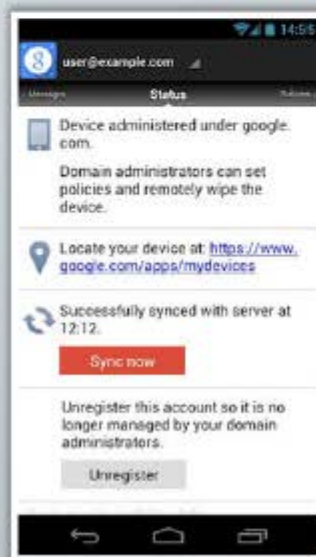 14:55
8 user@example.com
Messages Status
Device administered under google.
com.
Domain administrators can set
policies and remotely wipe the
device.
Locate your device at: https://www.
google.com/apps/mydevices
Successfully synced with server at
12:12.
Sync now
Unregister this account so it is no
longer managed by your domain
administrators.
Unregister